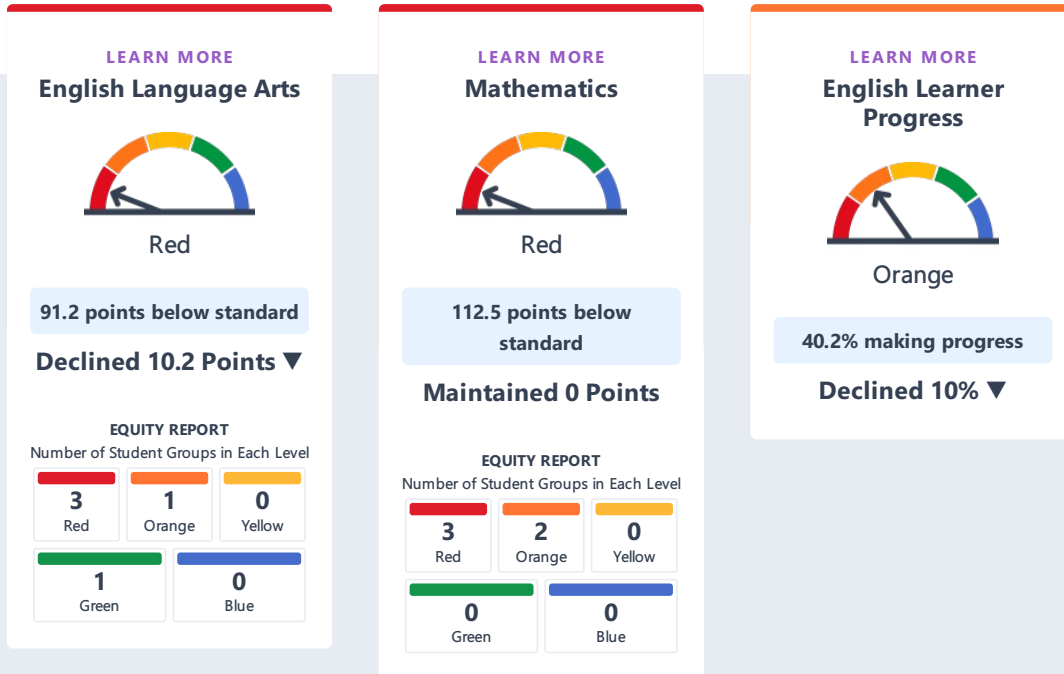 LEARN MORE
English Language Arts
Red
91.2 points below standard
Declined 10.2 Points ▼
EQUITY REPORT
Number of Student Groups in Each Level
3
Red
1
Orange
0
Yellow
1
Green
0
Blue
LEARN MORE
Mathematics
Red
112.5 points below
standard
Maintained 0 Points
EQUITY REPORT
Number of Student Groups in Each Level
3
Red
2
Orange
0
Yellow
0
Green
0
Blue
LEARN MORE
English Learner
Progress
Orange
40.2% making progress
Declined 10% ▼